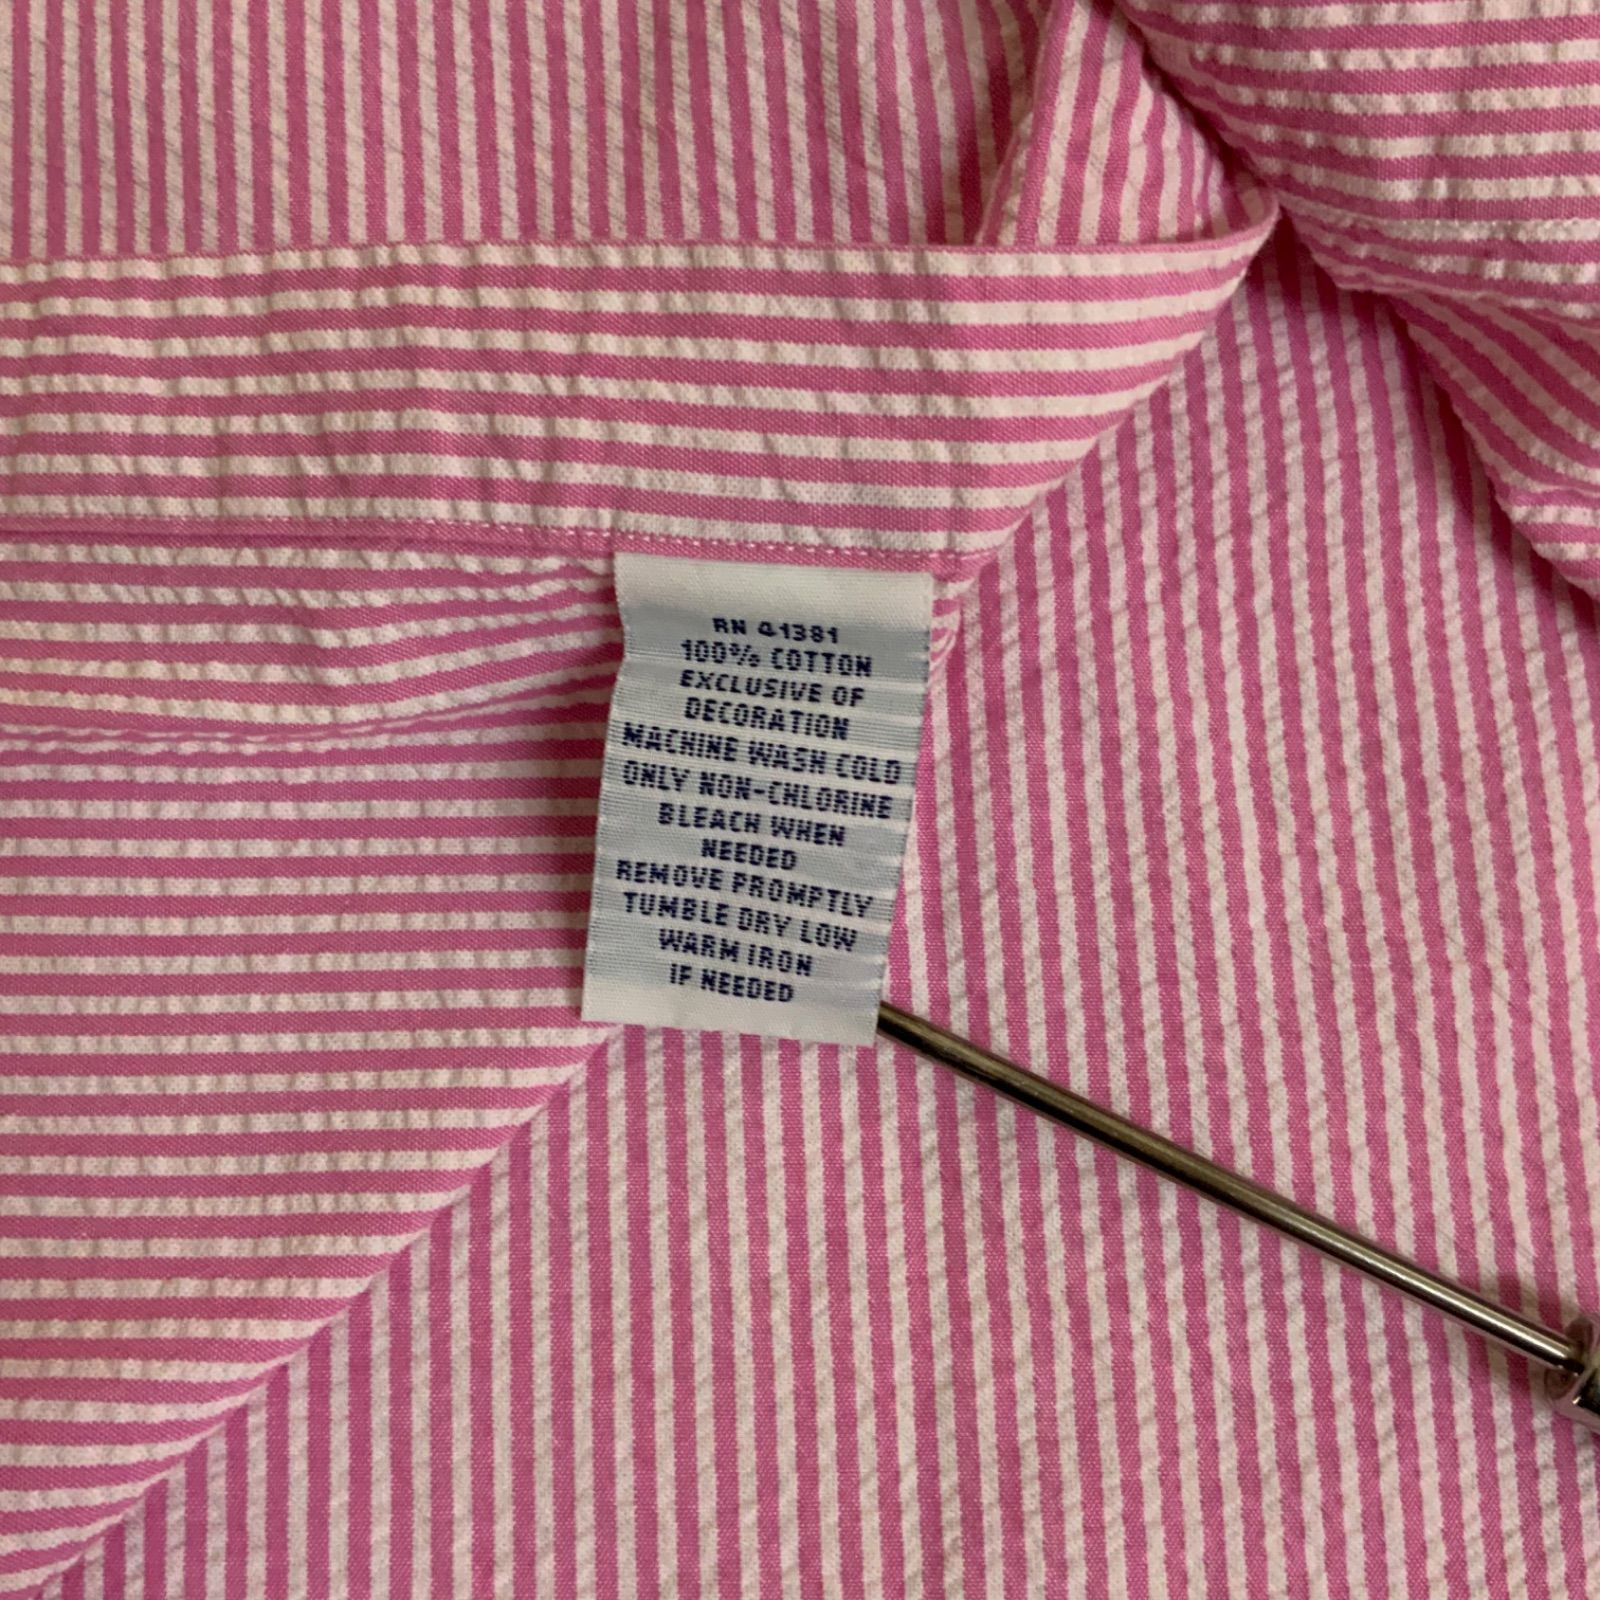 RN 41381
100% COTTON
EXCLUSIVE OF
DECORATION
MACHINE WASH COLD
ONLY NON-CHLORINE
BLEACH WHEN
NEEDED
REMOVE PROMPTLY
TUMBLE DRY LOW
WARM IRON
IF NEEDED